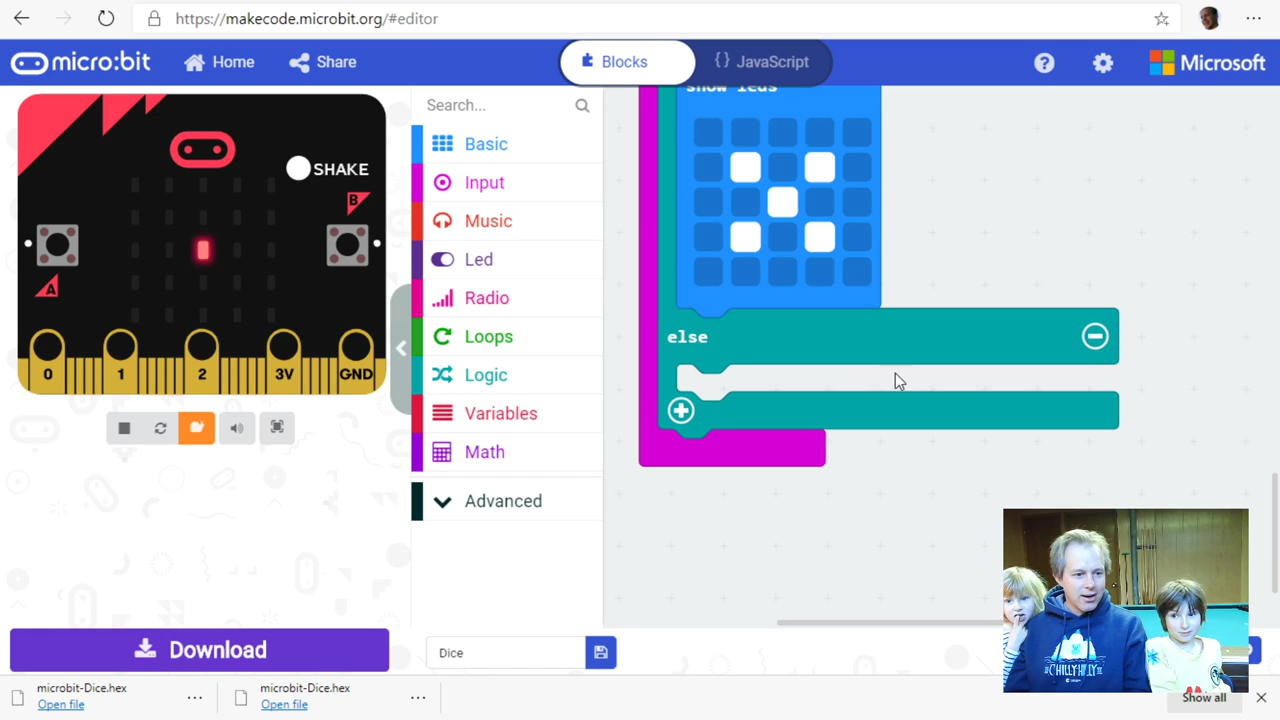 https://makecode.microbit.org/#editor
micro:bit
Home
Share
Blocks
{ } JavaScript
Microsoft
SHAKE
B
A
0 1 2 3V GND
Search...
Basic
Input
Music
Led
Radio
Loops
Logic
Variables
Math
Advanced
show leds
else
Download
Dice
microbit-Dice.hex
Open file
microbit-Dice.hex
Open file
Show all